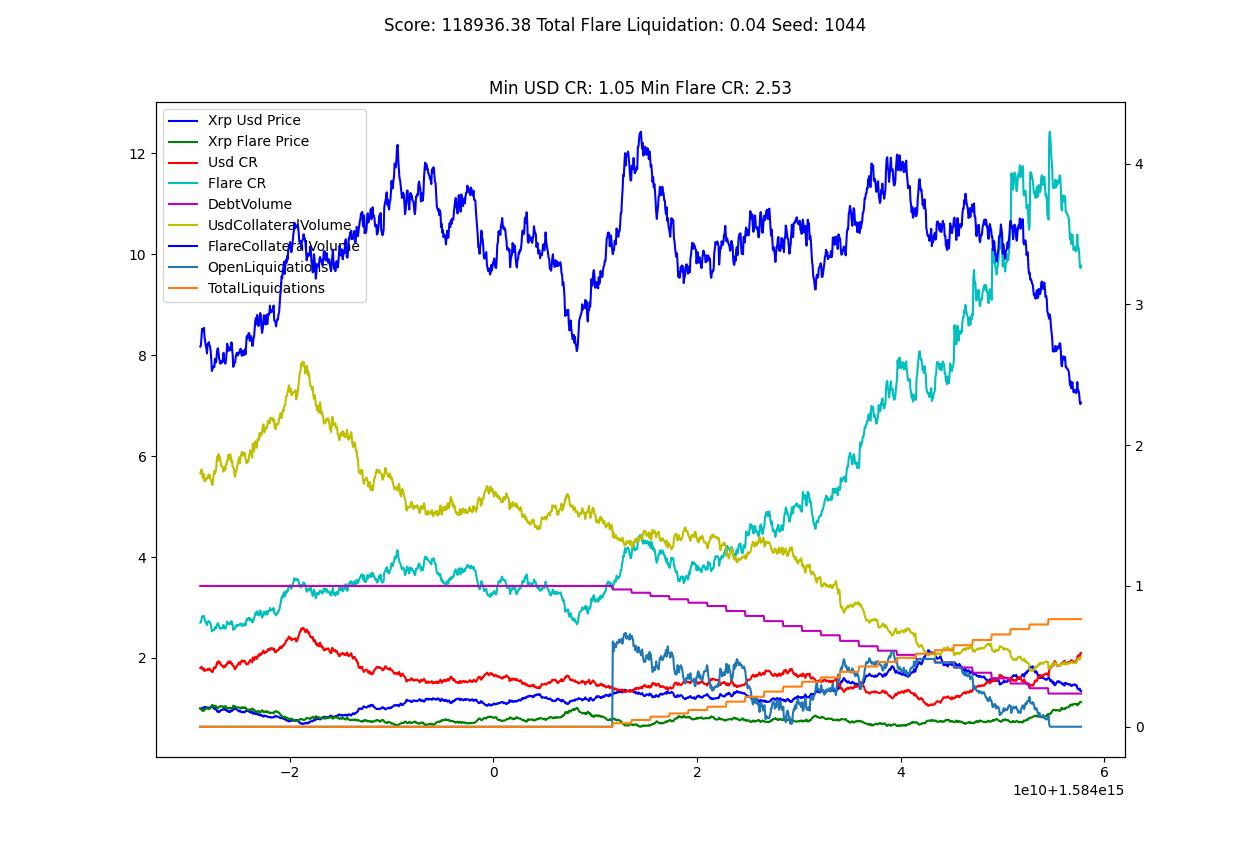 Score: 118936.38 Total Flare Liquidation: 0.04 Seed: 1044
Min USD CR: 1.05 Min Flare CR: 2.53
Xrp Usd Price
Xrp Flare Price
Usd CR
Flare CR
DebtVolume
UsdCollateralVolume
FlareCollateralVolume
OpenLiquidations
TotalLiquidations
12
10
8
6
4
2
4
3
2
1
0
−2
0
2
4
6
1e10+1.584e15